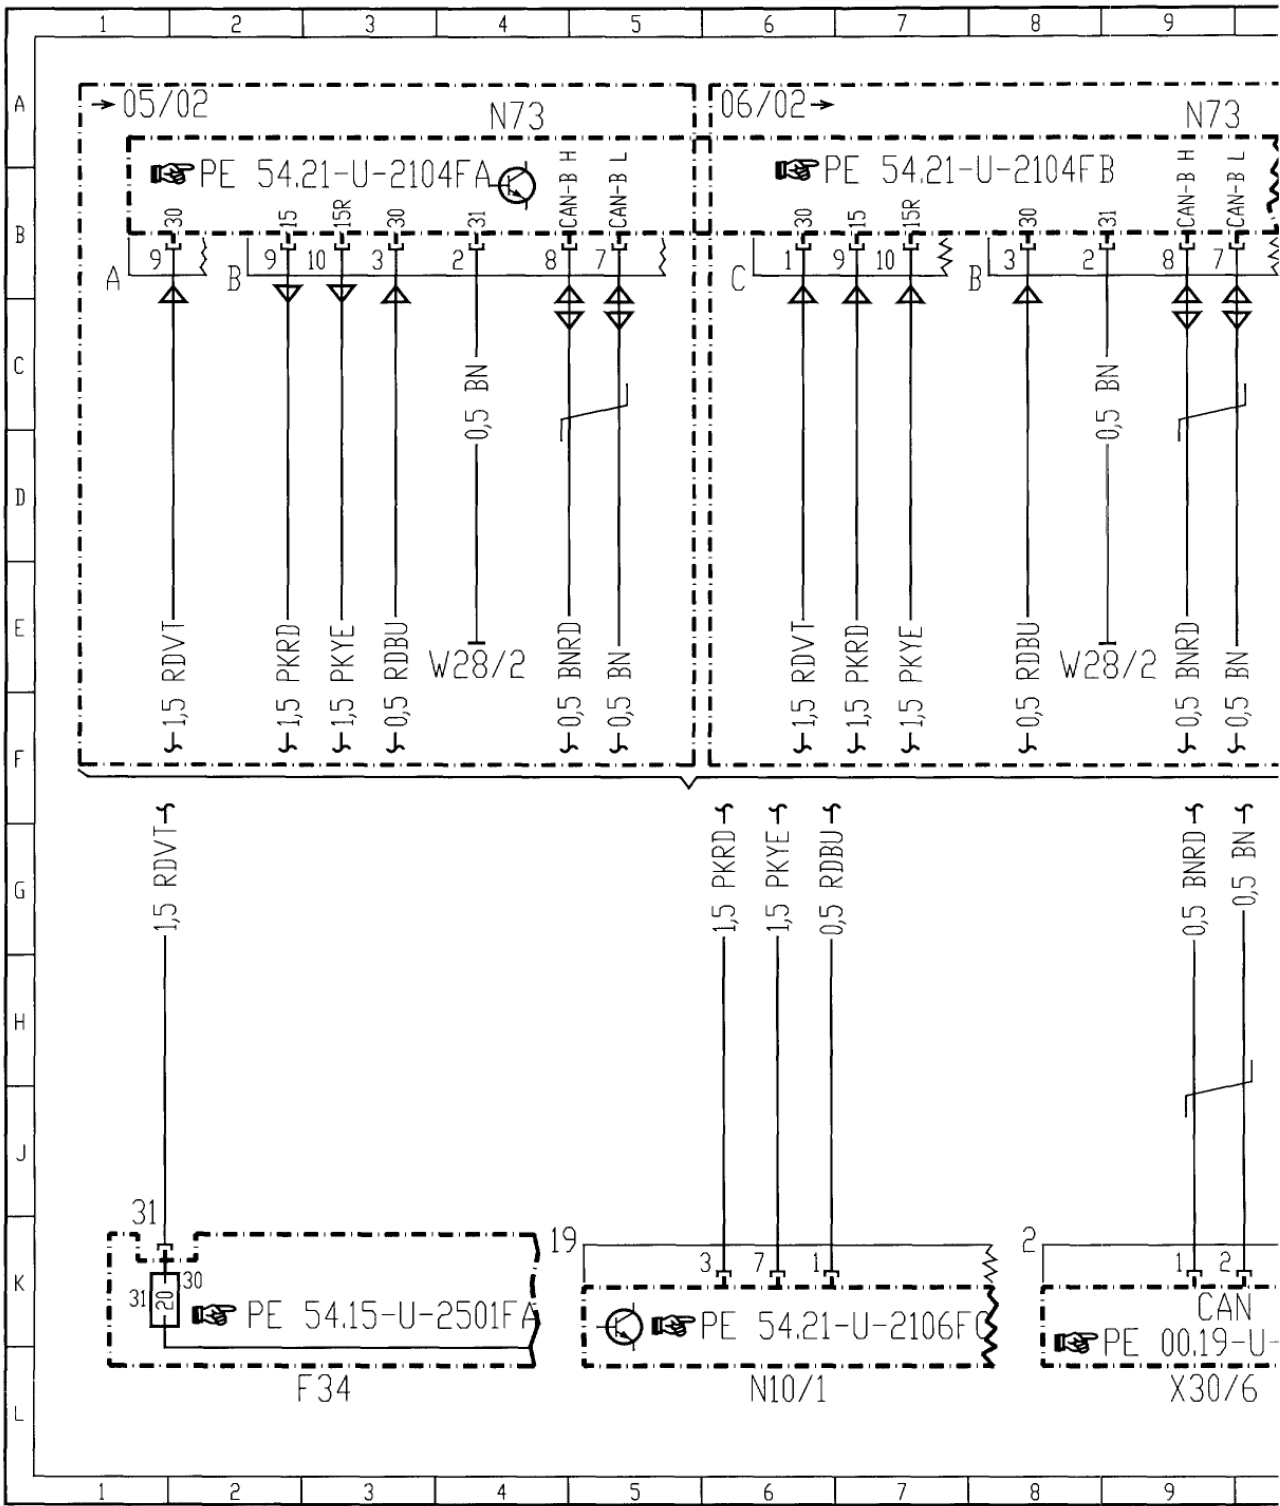 1 2 3 4 5 6 7 8 9
A
→ 05/02
06/02 →
N73
N73
PE 54.21-U-2104FA
PE 54.21-U-2104FB
B
30 15 15R 30 31 CAN-B H CAN-B L
30 15 15R 30 31 CAN-B H CAN-B L
A 9 B 9 10 3 2 8 7
C 1 9 10 B 3 2 8 7
C
0,5 BN
0,5 BN
D
E
1,5 RDVT
1,5 PKRD
1,5 PKYE
0,5 RDBU
W28/2
0,5 BNRD
0,5 BN
1,5 RDVT
1,5 PKRD
1,5 PKYE
0,5 RDBU
W28/2
0,5 BNRD
0,5 BN
F
G
1,5 RDVT
1,5 PKRD
1,5 PKYE
0,5 RDBU
0,5 BNRD
0,5 BN
H
J
31
19
2
K
3 7 1
1 2
31 20 30
PE 54.15-U-2501FA
PE 54.21-U-2106F
CAN
PE 00.19-U-
F34
N10/1
X30/6
L
1 2 3 4 5 6 7 8 9